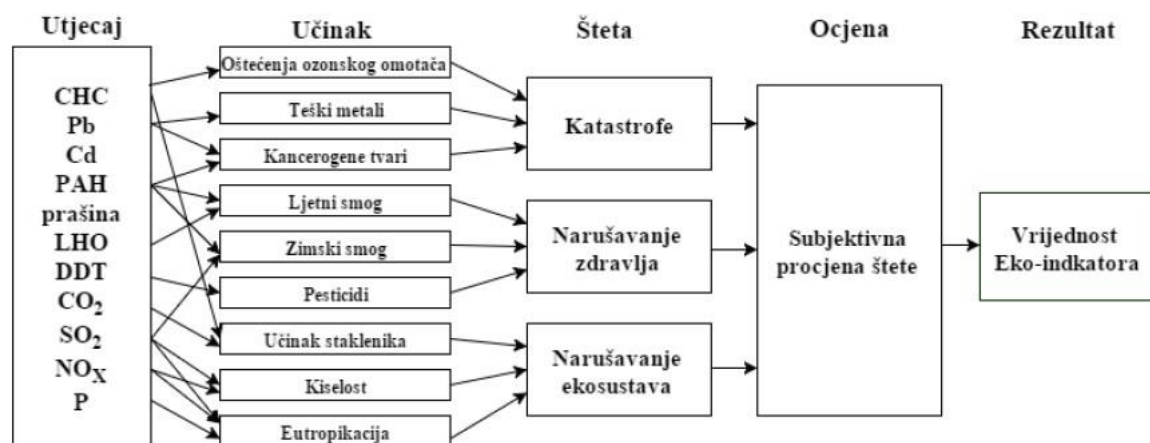 Utjecaj
Učinak
Šteta
Ocjena
Rezultat
CHC
Pb
Cd
PAH
prašina
LHO
DDT
CO₂
SO₂
NOX
P
Oštećenja ozonskog omotača
Teški metali
Kancerogene tvari
Ljetni smog
Zimski smog
Pesticidi
Učinak staklenika
Kiselost
Eutropikacija
Katastrofe
Narušavanje
zdravlja
Narušavanje
ekosustava
Subjektivna
procjena štete
Vrijednost
Eko-indkatora